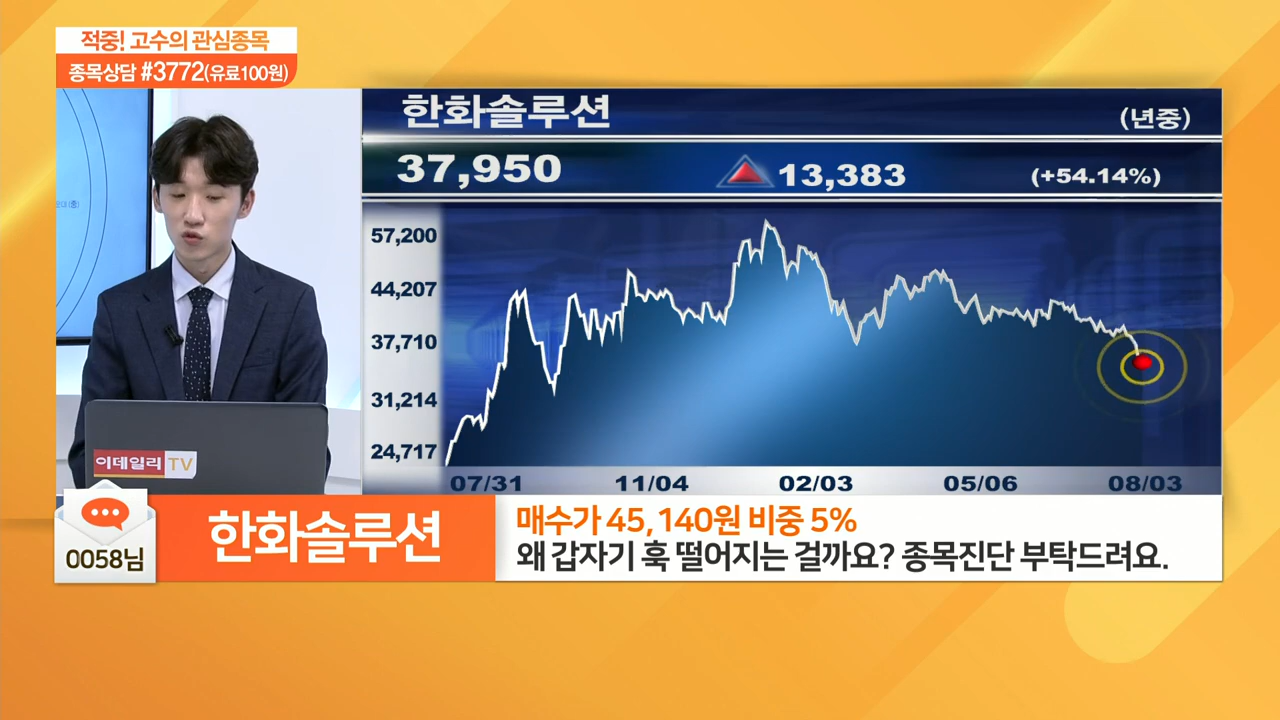 적중! 고수의 관심종목
종목상담 #3772(유료100원)
한화솔루션
(년중)
37,950
13,383
(+54.14%)
57,200
44,207
37,710
31,214
24,717
07/31
11/04
02/03
05/06
08/03
이데일리 TV
0058님
한화솔루션
매수가 45,140원 비중 5%
왜 갑자기 훅 떨어지는 걸까요? 종목진단 부탁드려요.